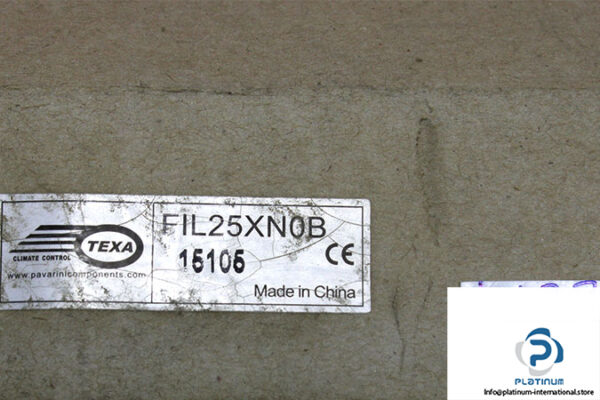 TEXA
CLIMATE CONTROL
www.pavarinicomponents.com
FIL25XN0B
15105
CE
Made in China
PLATINUM
Info@platinum-international.store